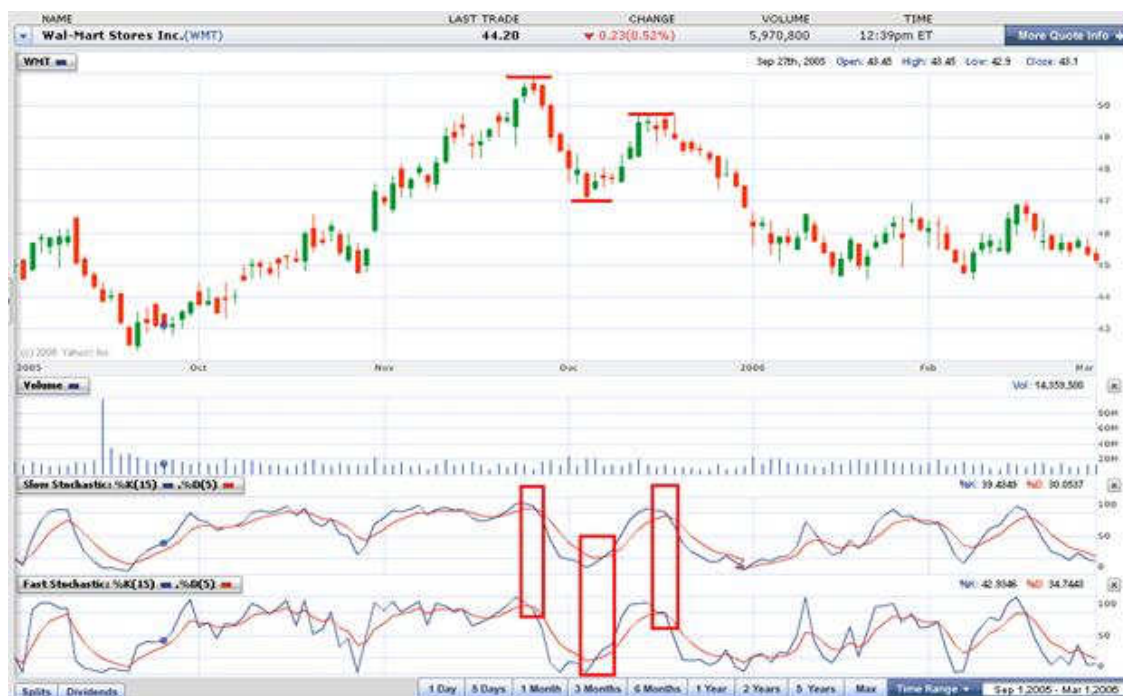 NAME LAST TRADE CHANGE VOLUME TIME
Wal-Mart Stores Inc.(WMT) 44.20 ▼ 0.23(0.52%) 5,970,800 12:39pm ET More Quote Info
WMT Sep 27th, 2005 Open: 43.45 High: 43.45 Low: 42.9 Close: 43.1
50
49
48
47
46
45
44
43
(c) 2006 Yahoo! Inc
2005 Oct Nov Dec 2006 Feb Mar
Volume Vol: 14,359,500
80M
60M
40M
20M
Slow Stochastic: %K(15) ,%D(5) %K: 39.4349 %D: 30.0537
100
50
0
Fast Stochastic: %K(15) ,%D(5) %K: 42.9346 %D: 34.7443
100
50
0
Splits Dividends 1 Day 5 Days 1 Month 3 Months 6 Months 1 Year 2 Years 5 Years Max Time Range Sep 1,2005 - Mar 1,2006